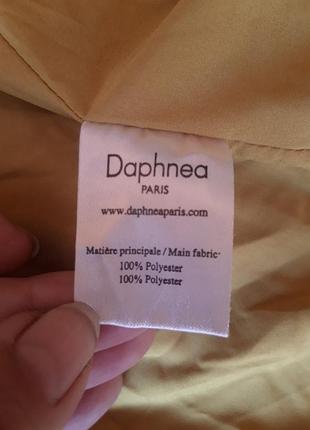 Daphnea
PARIS
www.daphneaparis.com
Matière principale / Main fabric
100% Polyester
100% Polyester